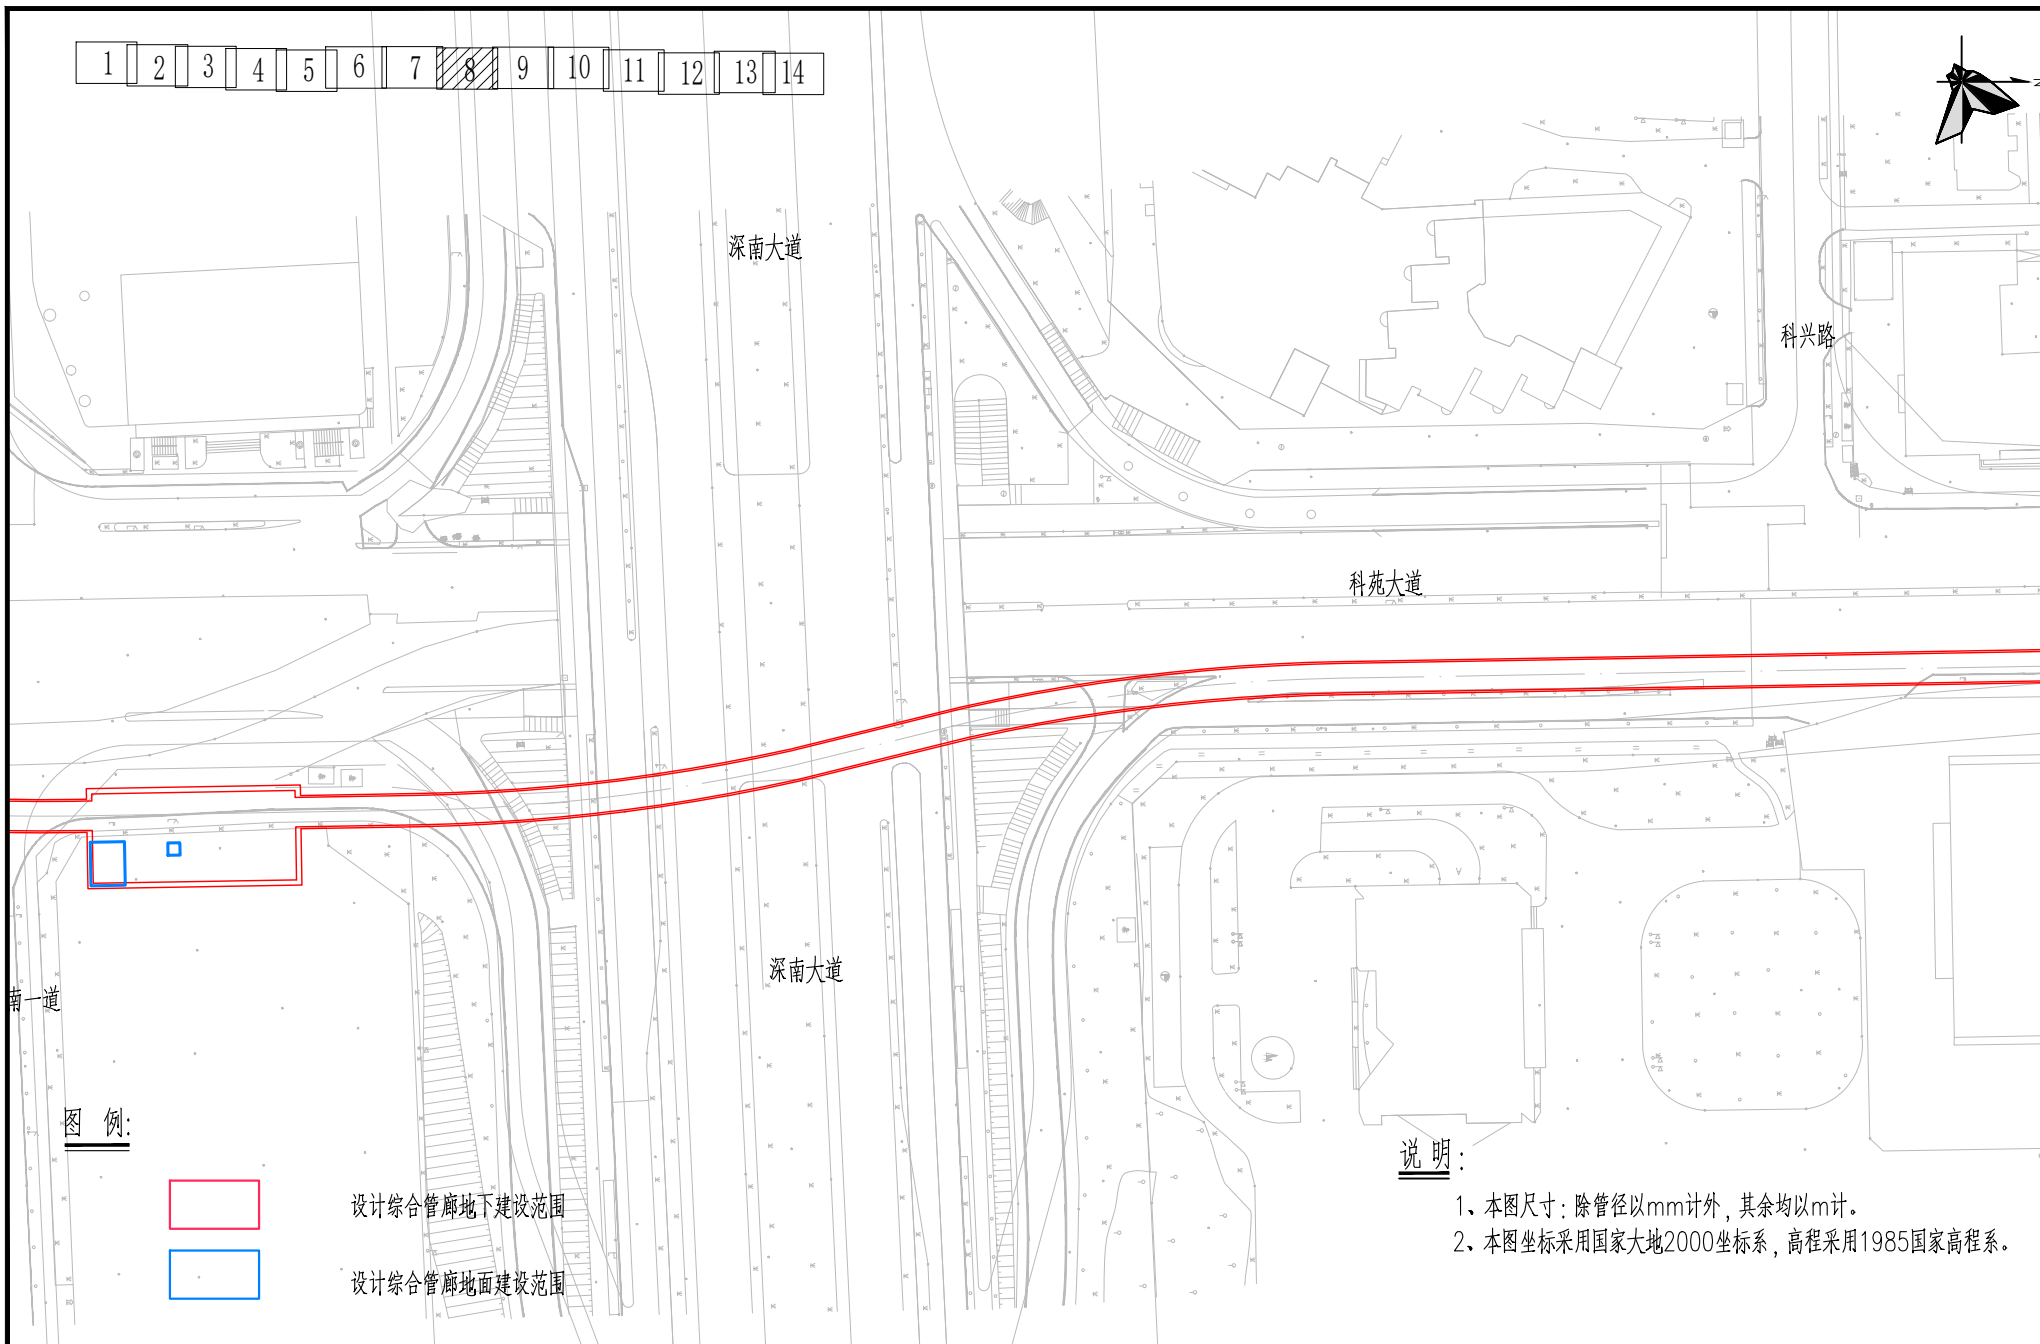 1 2 3 4 5 6 7 8 9 10 11 12 13 14
深南大道
科兴路
科苑大道
深南大道
南一道
图 例:
设计综合管廊地下建设范围
设计综合管廊地面建设范围
说 明:
1、本图尺寸:除管径以mm计外,其余均以m计。
2、本图坐标采用国家大地2000坐标系,高程采用1985国家高程系。